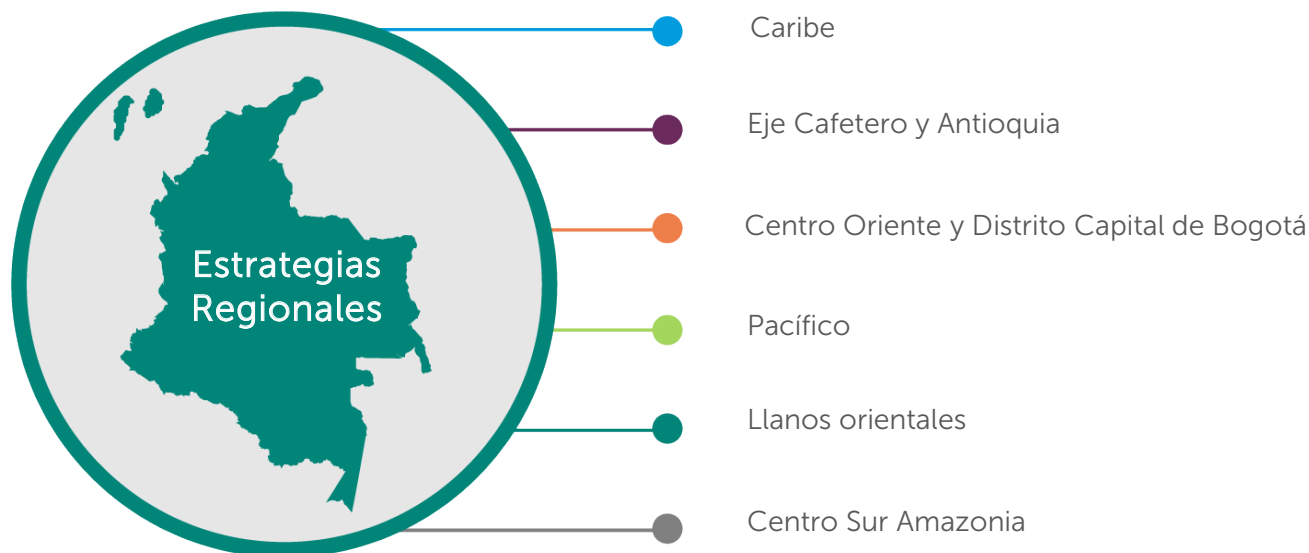 Estrategias
Regionales
Caribe
Eje Cafetero y Antioquia
Centro Oriente y Distrito Capital de Bogotá
Pacífico
Llanos orientales
Centro Sur Amazonia